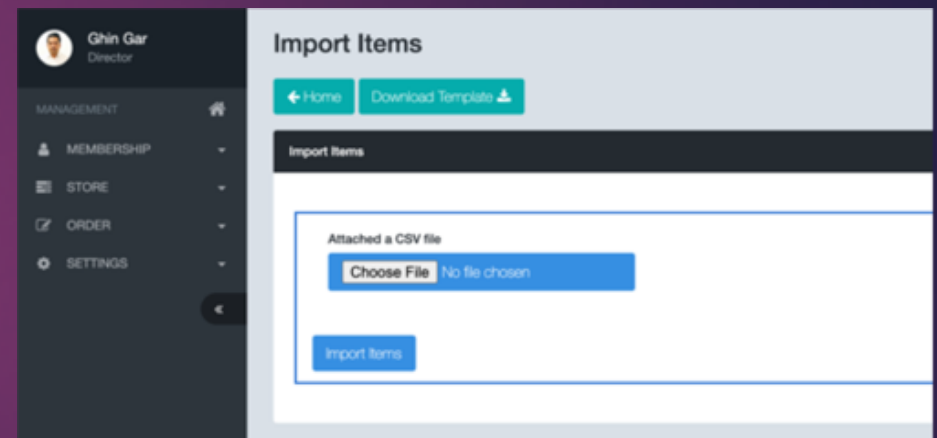 Ghin Gar
Director
MANAGEMENT
MEMBERSHIP
STORE
ORDER
SETTINGS
Import Items
Home
Download Template
Import Items
Attached a CSV file
Choose File No file chosen
Import Items